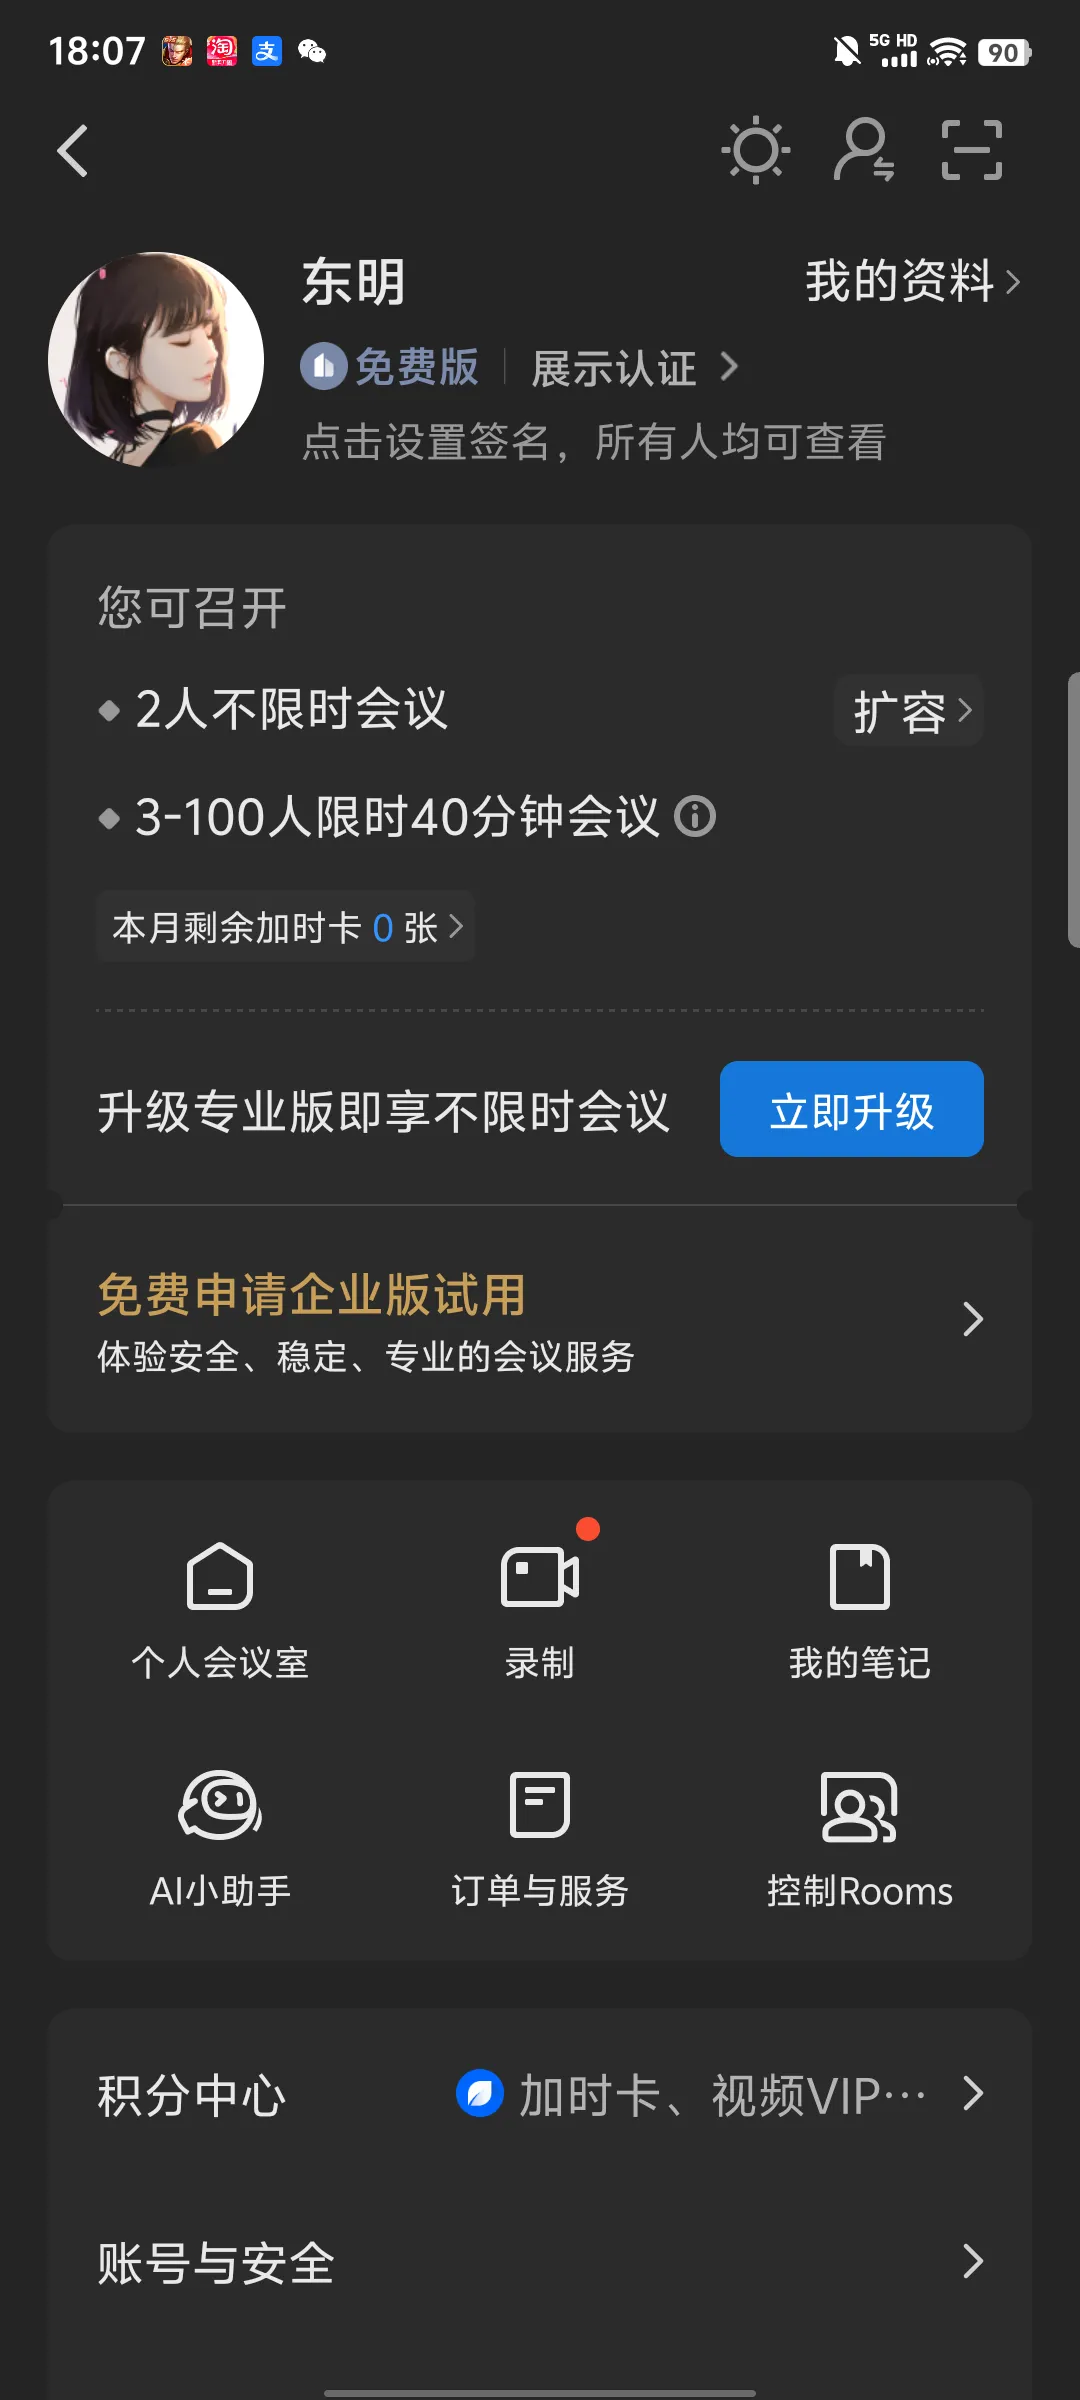 18:07
5G HD
90
东明
我的资料
免费版
展示认证
点击设置签名，所有人均可查看
您可召开
2人不限时会议
扩容
3-100人限时40分钟会议
本月剩余加时卡 0 张
升级专业版即享不限时会议
立即升级
免费申请企业版试用
体验安全、稳定、专业的会议服务
个人会议室
录制
我的笔记
AI小助手
订单与服务
控制Rooms
积分中心
加时卡、视频VIP…
账号与安全